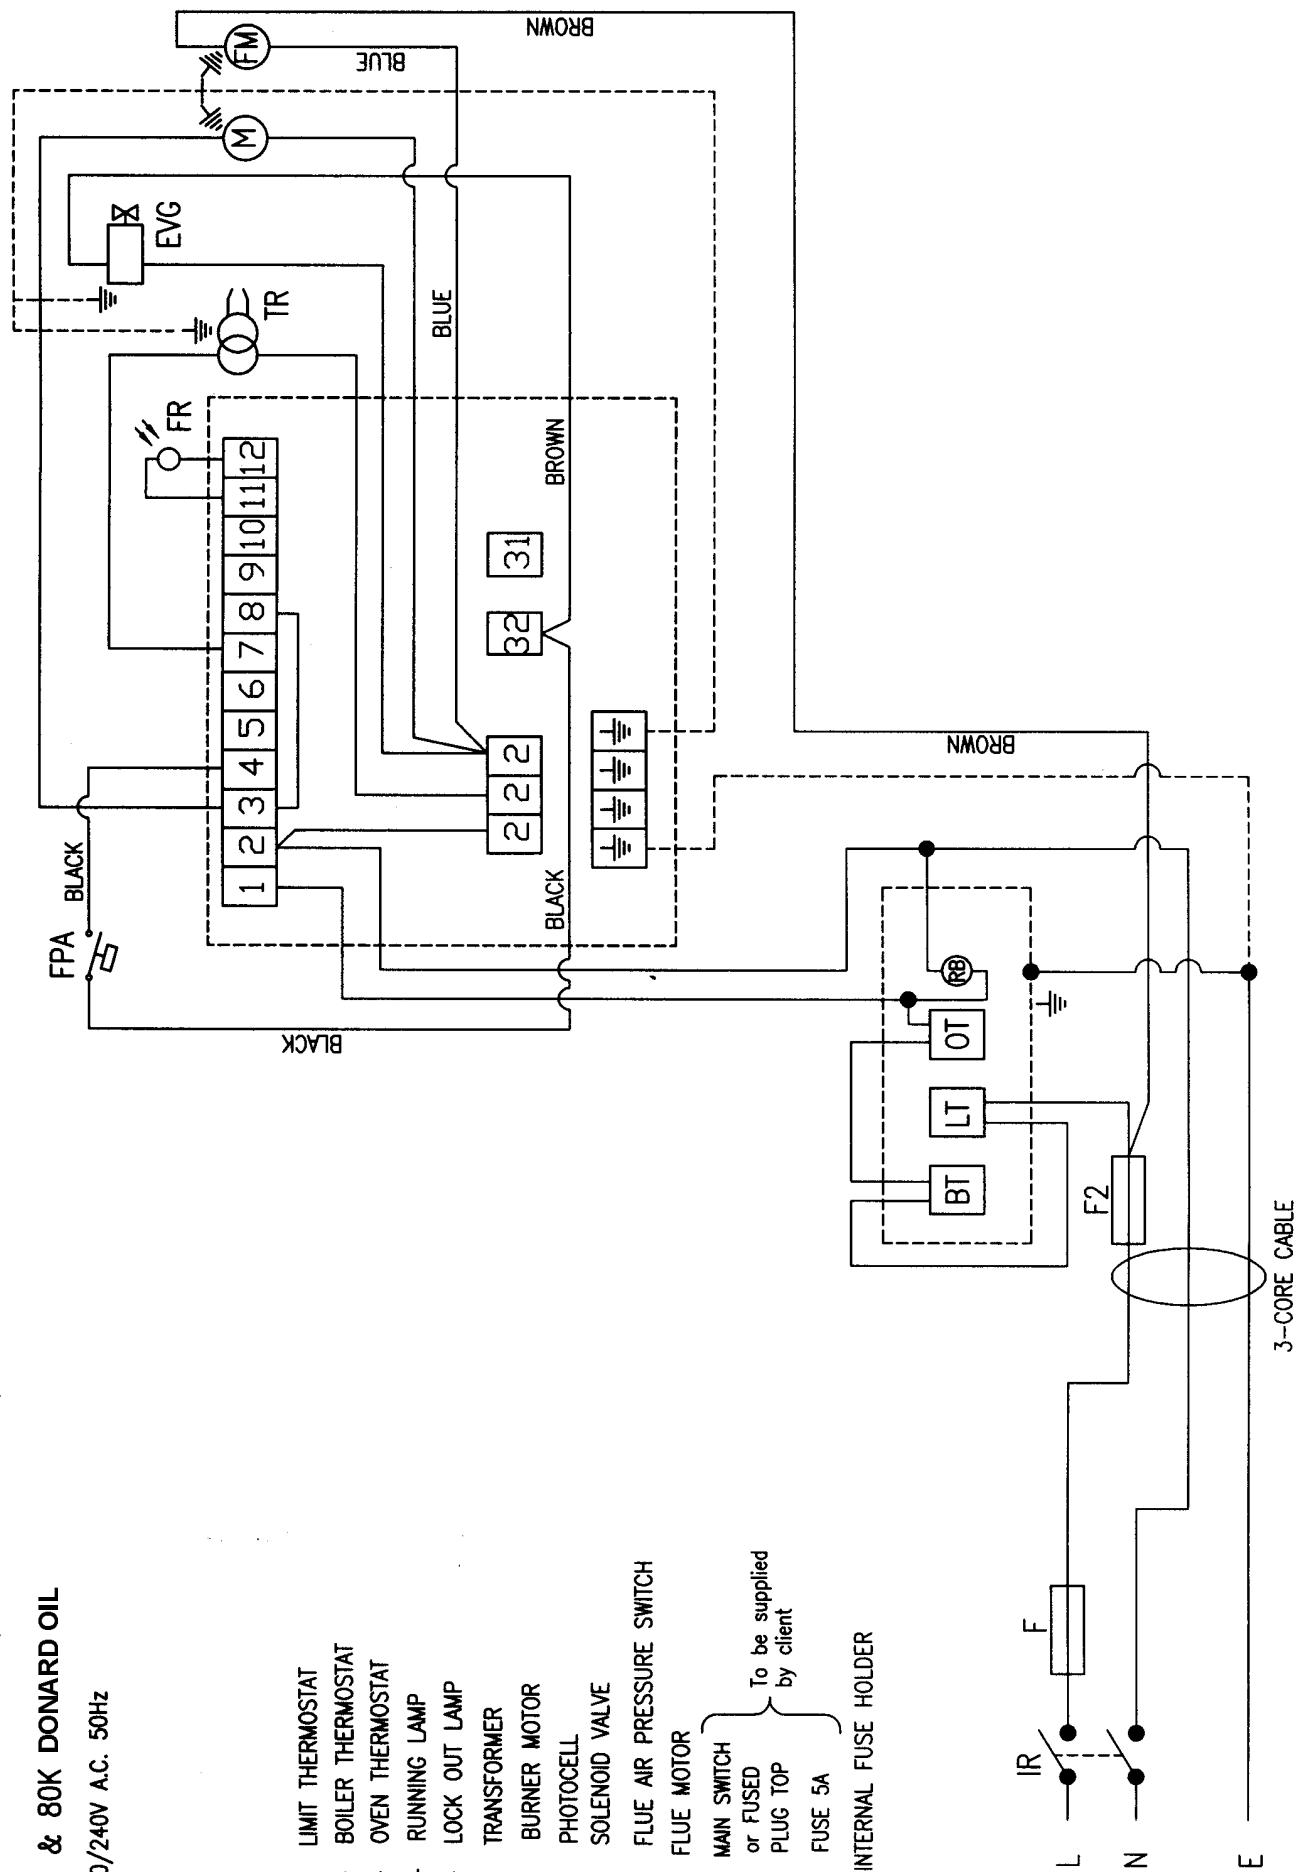 & 80K DONARD OIL
0/240V A.C. 50Hz
LIMIT THERMOSTAT
BOILER THERMOSTAT
OVEN THERMOSTAT
RUNNING LAMP
LOCK OUT LAMP
TRANSFORMER
BURNER MOTOR
PHOTOCELL
SOLENOID VALVE
FLUE AIR PRESSURE SWITCH
FLUE MOTOR
MAIN SWITCH
or FUSED
PLUG TOP
To be supplied
by client
FUSE 5A
INTERNAL FUSE HOLDER
L
N
E
IR
F
3-CORE CABLE
F2
BT
LT
OT
RB
FPA
BLACK
BLACK
BLACK
1 2 3 4 5 6 7 8 9 10 11 12
2 2 2
32
31
BROWN
BROWN
BROWN
BLUE
BLUE
FR
TR
EVG
M
FM